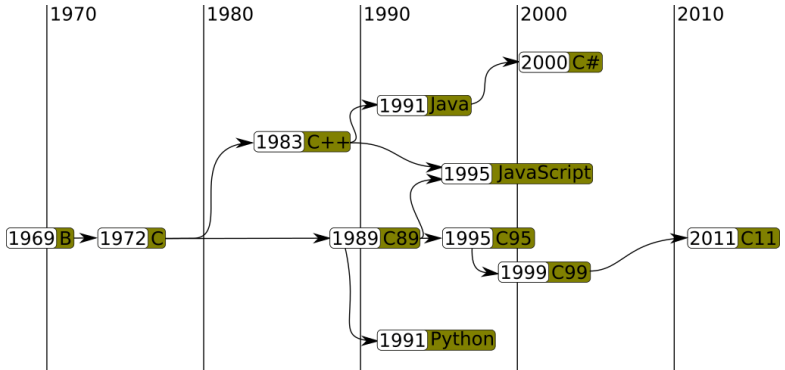 1970 1980 1990 2000 2010
2000 C#
1991 Java
1983 C++
1995 JavaScript
1969 B 1972 C 1989 C89 1995 C95 2011 C11
1999 C99
1991 Python